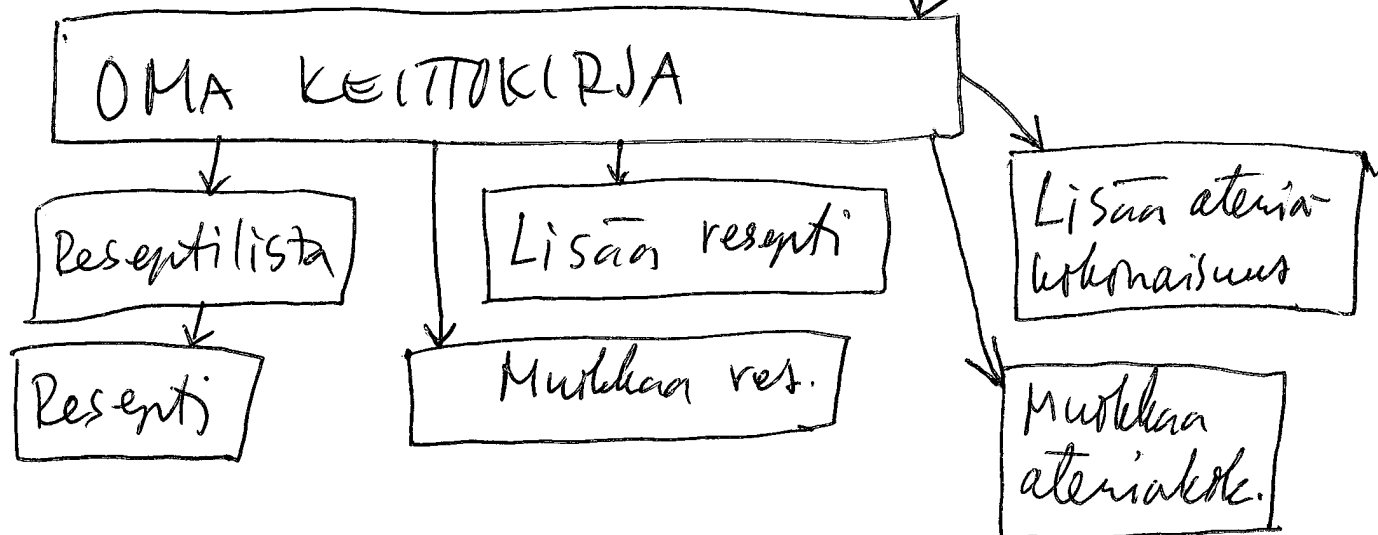 OMA KEITTOKIRJA
Reseptilista
Lisää resepti
Lisää ateria-
kokonaisuus
Resepti
Muokkaa res.
Muokkaa
ateriakok.